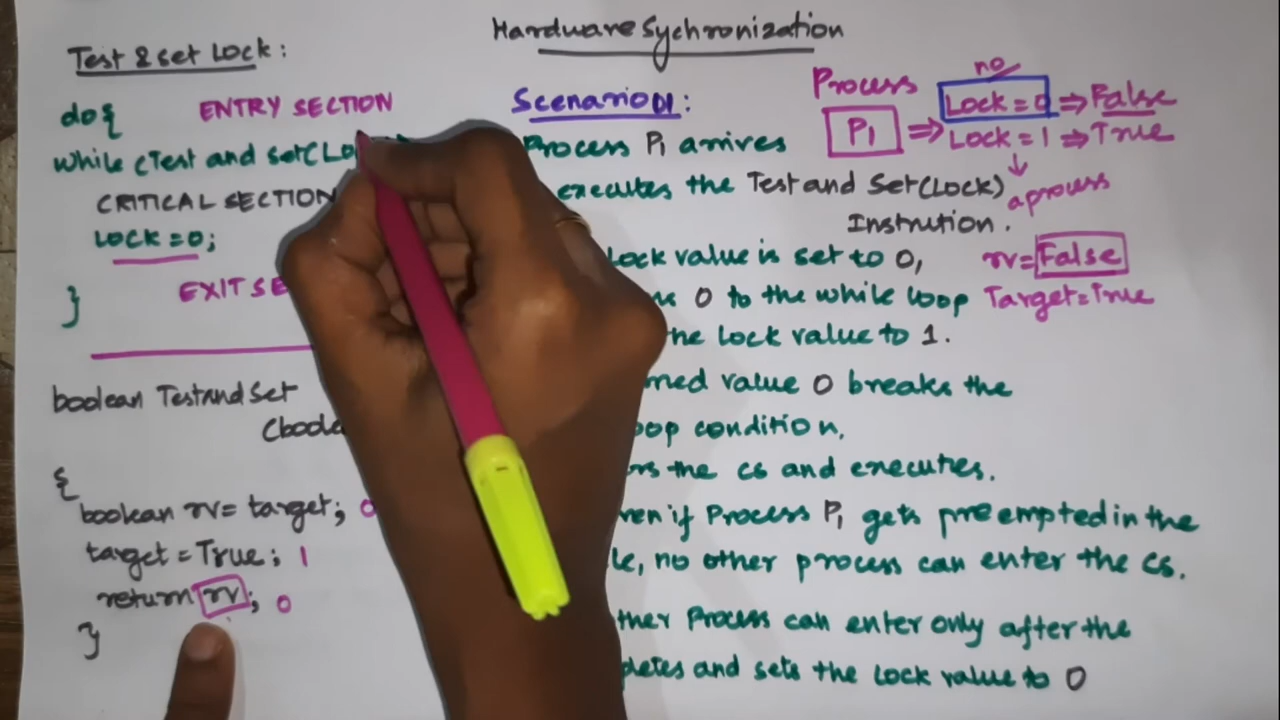 Hardware Sychronization
Test & set Lock:
do{
ENTRY SECTION
while (Test and set(Lo
CRITICAL SECTION
LOCK = 0;
EXIT SE
}
boolean TestandSet
(boole
{
boolean rv= target; 0
target = True; 1
return rv; 0
}
Scenario 01:
Process P1 arrives
executes the Test and Set(Lock)
Instrution.
Lock value is set to 0,
0 to the while loop
the lock value to 1.
med value 0 breaks the
oop condition,
the cs and executies.
ven if Process P1 gets preempted in the
le, no other process can enter the cs.
ther Process can enter only after the
pletes and sets the lock value to 0
Process
no
P1 ⇒ Lock = 0 ⇒ False
Lock = 1 ⇒ True
↓
a process
rv = False
Target = True